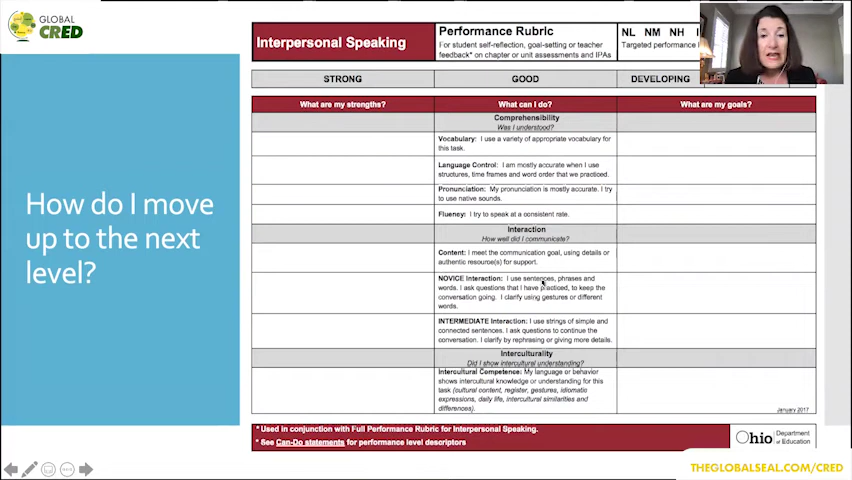 GLOBAL
CRED
How do I move
up to the next
level?
Interpersonal Speaking
Performance Rubric
For student self-reflection, goal-setting or teacher
feedback* on chapter or unit assessments and IPAs
NL NM NH
Targeted performance
STRONG
GOOD
DEVELOPING
What are my strengths?
What can I do?
What are my goals?
Comprehensibility
Was I understood?
Vocabulary: I use a variety of appropriate vocabulary for
this task.
Language Control: I am mostly accurate when I use
structures, time frames and word order that we practiced.
Pronunciation: My pronunciation is mostly accurate. I try
to use native sounds.
Fluency: I try to speak at a consistent rate.
Interaction
How well did I communicate?
Content: I meet the communication goal, using details or
authentic resource(s) for support.
NOVICE Interaction: I use sentences, phrases and
words. I ask questions that I have practiced, to keep the
conversation going. I clarify using gestures or different
words.
INTERMEDIATE Interaction: I use strings of simple and
connected sentences. I ask questions to continue the
conversation. I clarify by rephrasing or giving more details.
Interculturality
Did I show intercultural understanding?
Intercultural Competence: My language or behavior
shows intercultural knowledge or understanding for this
task (cultural content, register, gestures, idiomatic
expressions, daily life, intercultural similarities and
differences).
January 2017
* Used in conjunction with Full Performance Rubric for Interpersonal Speaking.
* See Can-Do statements for performance level descriptors
Ohio Department
of Education
THEGLOBALSEAL.COM/CRED